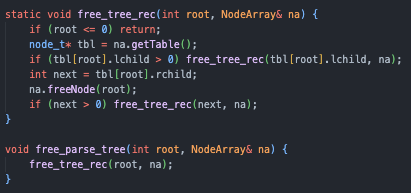 static void free_tree_rec(int root, NodeArray& na) {
    if (root <= 0) return;
    node_t* tbl = na.getTable();
    if (tbl[root].lchild > 0) free_tree_rec(tbl[root].lchild, na);
    int next = tbl[root].rchild;
    na.freeNode(root);
    if (next > 0) free_tree_rec(next, na);
}

void free_parse_tree(int root, NodeArray& na) {
    free_tree_rec(root, na);
}